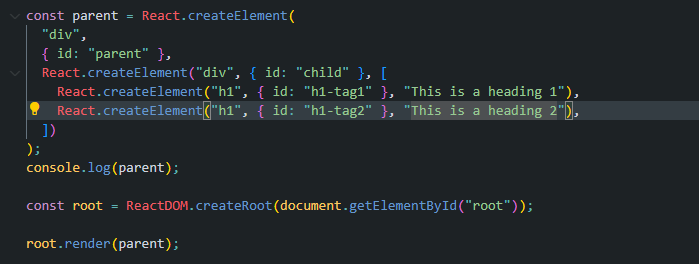 const parent = React.createElement(
"div",
{ id: "parent" },
React.createElement("div", { id: "child" }, [
React.createElement("h1", { id: "h1-tag1" }, "This is a heading 1"),
React.createElement("h1", { id: "h1-tag2" }, "This is a heading 2"),
])
);
console.log(parent);
const root = ReactDOM.createRoot(document.getElementById("root"));
root.render(parent);